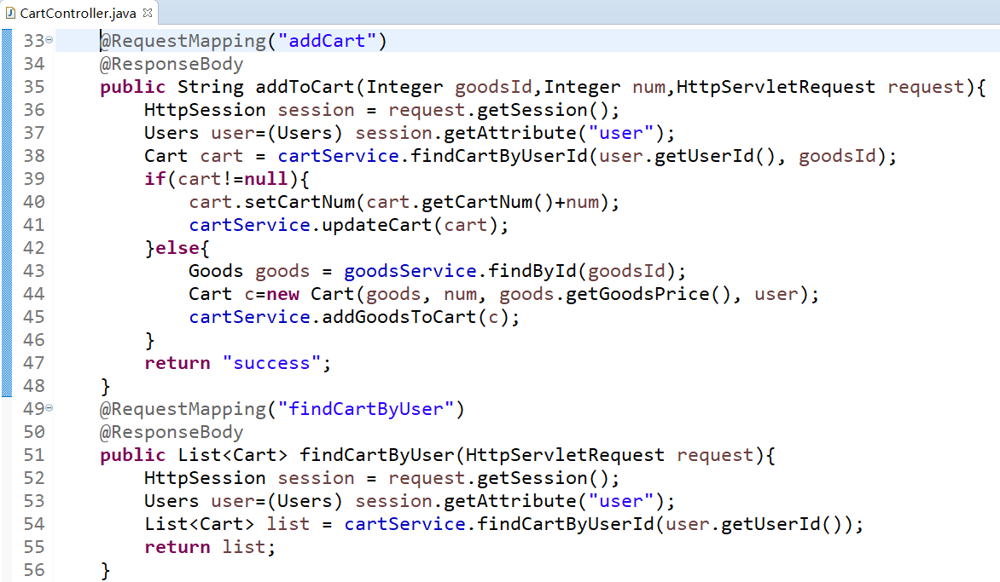 CartController.java
33 @RequestMapping("addCart")
34 @ResponseBody
35 public String addToCart(Integer goodsId,Integer num,HttpServletRequest request){
36 HttpSession session = request.getSession();
37 Users user=(Users) session.getAttribute("user");
38 Cart cart = cartService.findCartByUserId(user.getUserId(), goodsId);
39 if(cart!=null){
40 cart.setCartNum(cart.getCartNum()+num);
41 cartService.updateCart(cart);
42 }else{
43 Goods goods = goodsService.findById(goodsId);
44 Cart c=new Cart(goods, num, goods.getGoodsPrice(), user);
45 cartService.addGoodsToCart(c);
46 }
47 return "success";
48 }
49 @RequestMapping("findCartByUser")
50 @ResponseBody
51 public List<Cart> findCartByUser(HttpServletRequest request){
52 HttpSession session = request.getSession();
53 Users user=(Users) session.getAttribute("user");
54 List<Cart> list = cartService.findCartByUserId(user.getUserId());
55 return list;
56 }